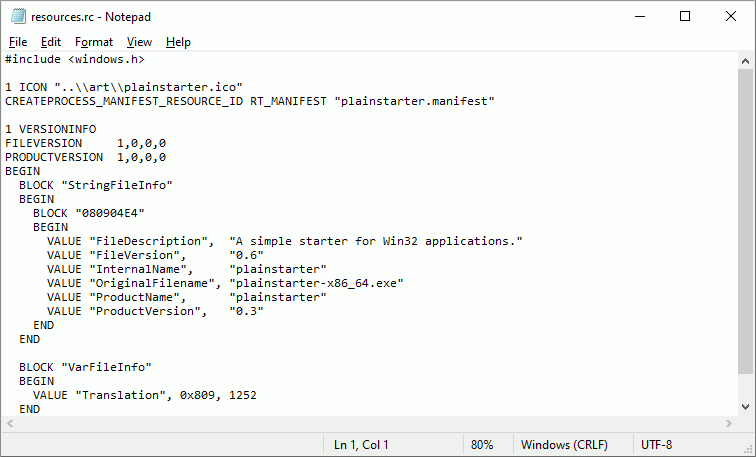 resources.rc - Notepad
File Edit Format View Help
#include <windows.h>

1 ICON "..\\art\\plainstarter.ico"
CREATEPROCESS_MANIFEST_RESOURCE_ID RT_MANIFEST "plainstarter.manifest"

1 VERSIONINFO
FILEVERSION     1,0,0,0
PRODUCTVERSION  1,0,0,0
BEGIN
  BLOCK "StringFileInfo"
  BEGIN
    BLOCK "080904E4"
    BEGIN
      VALUE "FileDescription",  "A simple starter for Win32 applications."
      VALUE "FileVersion",      "0.6"
      VALUE "InternalName",     "plainstarter"
      VALUE "OriginalFilename", "plainstarter-x86_64.exe"
      VALUE "ProductName",      "plainstarter"
      VALUE "ProductVersion",   "0.3"
    END
  END

  BLOCK "VarFileInfo"
  BEGIN
    VALUE "Translation", 0x809, 1252
  END
Ln 1, Col 1 80% Windows (CRLF) UTF-8